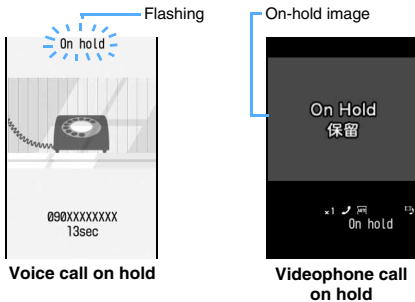 Flashing
On-hold image
On hold
On Hold
保留
090XXXXXXXX
13sec
×1
On hold
Voice call on hold
Videophone call
on hold